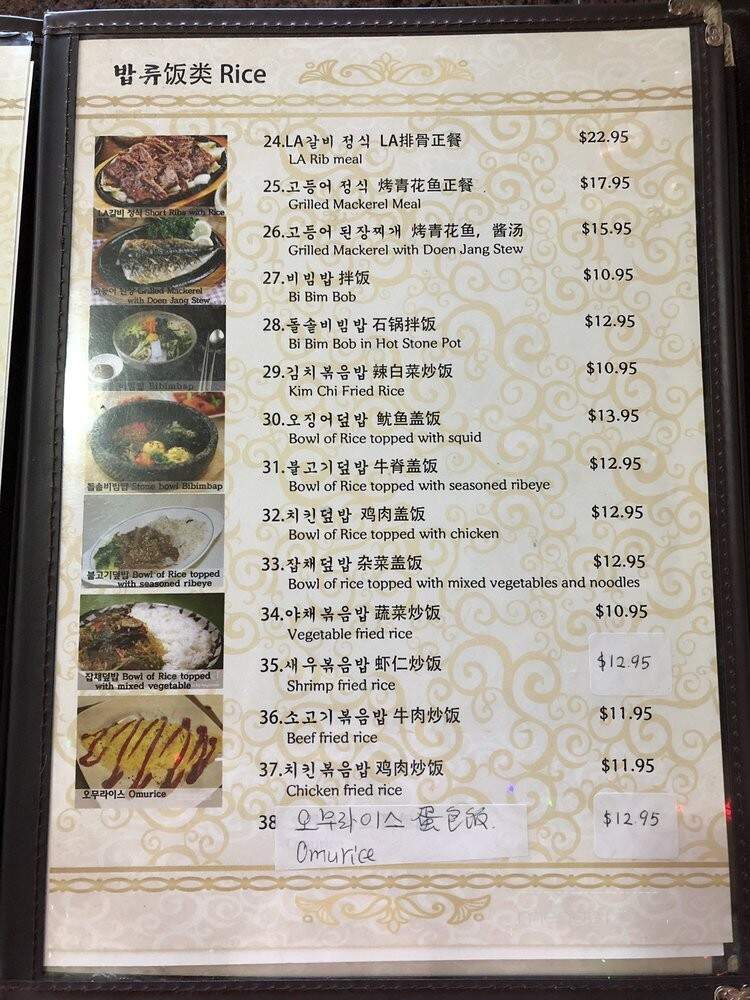 밥류饭类 Rice
24.LA갈비 정식 LA排骨正餐 $22.95
LA Rib meal
25.고등어 정식 烤青花鱼正餐 $17.95
Grilled Mackerel Meal
26.고등어 된장찌개 烤青花鱼，酱汤 $15.95
Grilled Mackerel with Doen Jang Stew
27.비빔밥 拌饭 $10.95
Bi Bim Bob
28.돌솔비빔밥 石锅拌饭 $12.95
Bi Bim Bob in Hot Stone Pot
29.김치볶음밥 辣白菜炒饭 $10.95
Kim Chi Fried Rice
30.오징어덮밥 鱿鱼盖饭 $13.95
Bowl of Rice topped with squid
31.불고기덮밥 牛脊盖饭 $12.95
Bowl of Rice topped with seasoned ribeye
32.치킨덮밥 鸡肉盖饭 $12.95
Bowl of Rice topped with chicken
33.잡채덮밥 杂菜盖饭 $12.95
Bowl of rice topped with mixed vegetables and noodles
34.야채볶음밥 蔬菜炒饭 $10.95
Vegetable fried rice
35.새우볶음밥 虾仁炒饭 $12.95
Shrimp fried rice
36.소고기볶음밥 牛肉炒饭 $11.95
Beef fried rice
37.치킨볶음밥 鸡肉炒饭 $11.95
Chicken fried rice
38 오무라이스 蛋包饭. $12.95
Omurice
LA갈비 정식 Short Ribs with Rice
고등어 된장 Grilled Mackerel
with Doen Jang Stew
비빔밥 Bibimbap
돌솔비빔밥 Stone bowl Bibimbap
불고기덮밥 Bowl of Rice topped
with seasoned ribeye
잡채덮밥 Bowl of Rice topped
with mixed vegetable
오무라이스 Omurice